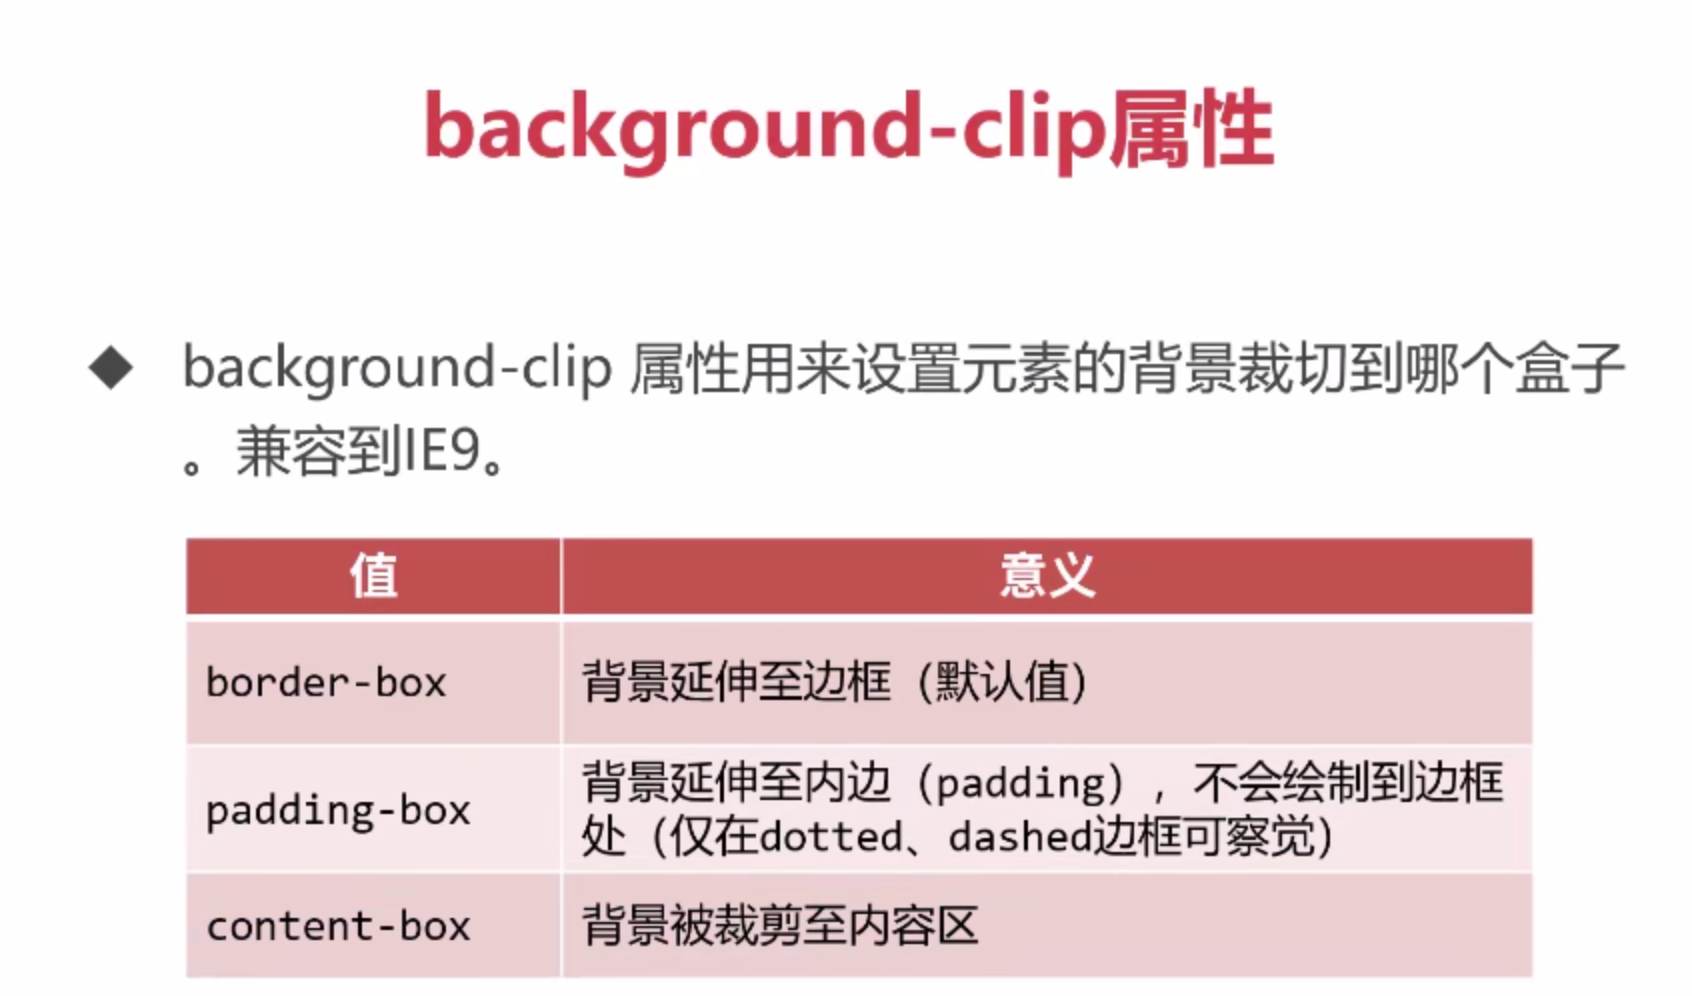 background-clip属性
◆ background-clip 属性用来设置元素的背景裁切到哪个盒子
。兼容到IE9。
值 意义
border-box 背景延伸至边框（默认值）
padding-box 背景延伸至内边（padding），不会绘制到边框
处（仅在dotted、dashed边框可察觉）
content-box 背景被裁剪至内容区